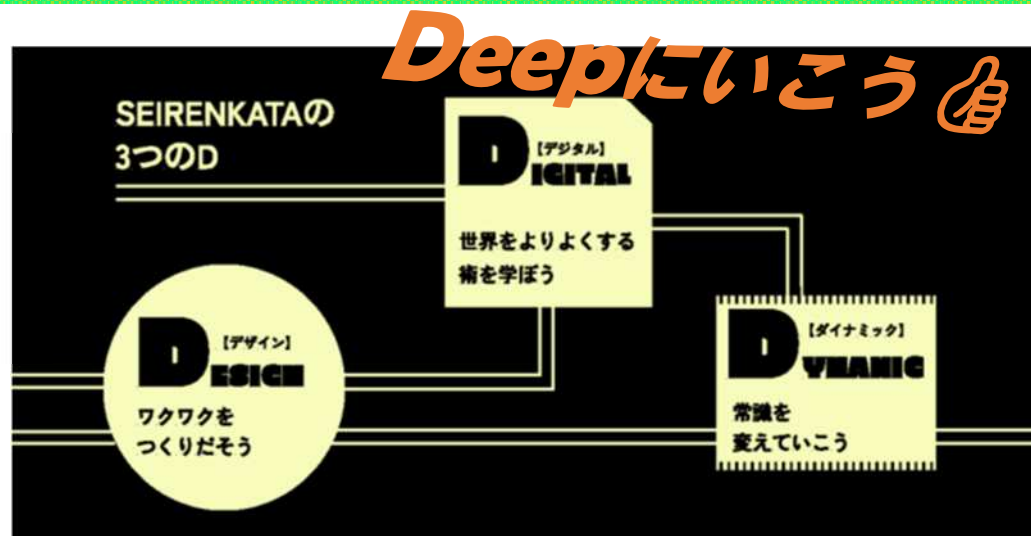 Deepにいこう
SEIRENKATAの
3つのD
【デジタル】
DIGITAL
世界をよりよくする
術を学ぼう
【デザイン】
DESIGN
ワクワクを
つくりだそう
【ダイナミック】
DYNAMIC
常識を
変えていこう